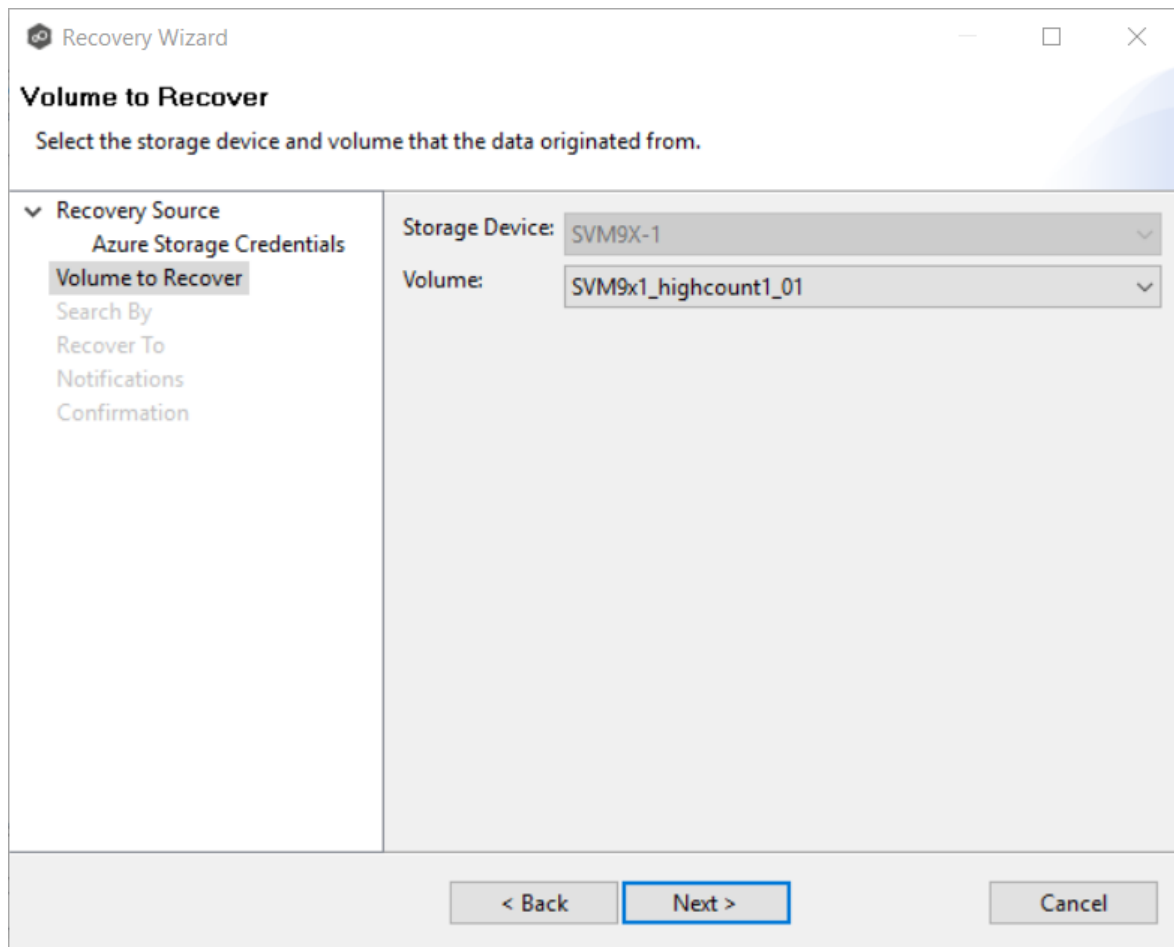 Recovery Wizard
Volume to Recover
Select the storage device and volume that the data originated from.
Recovery Source
Azure Storage Credentials
Volume to Recover
Search By
Recover To
Notifications
Confirmation
Storage Device: SVM9X-1
Volume: SVM9x1_highcount1_01
< Back Next > Cancel